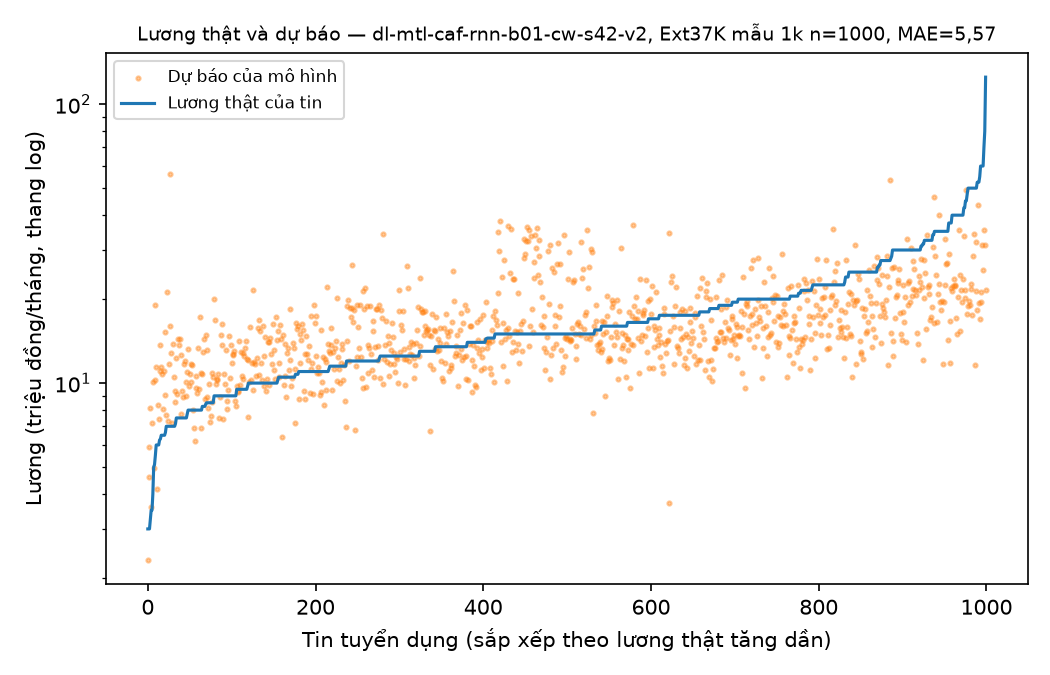 Lương thật và dự báo — dl-mtl-caf-rnn-b01-cw-s42-v2, Ext37K mẫu 1k n=1000, MAE=5,57
Dự báo của mô hình
Lương thật của tin
10²
10¹
Lương (triệu đồng/tháng, thang log)
0 200 400 600 800 1000
Tin tuyển dụng (sắp xếp theo lương thật tăng dần)